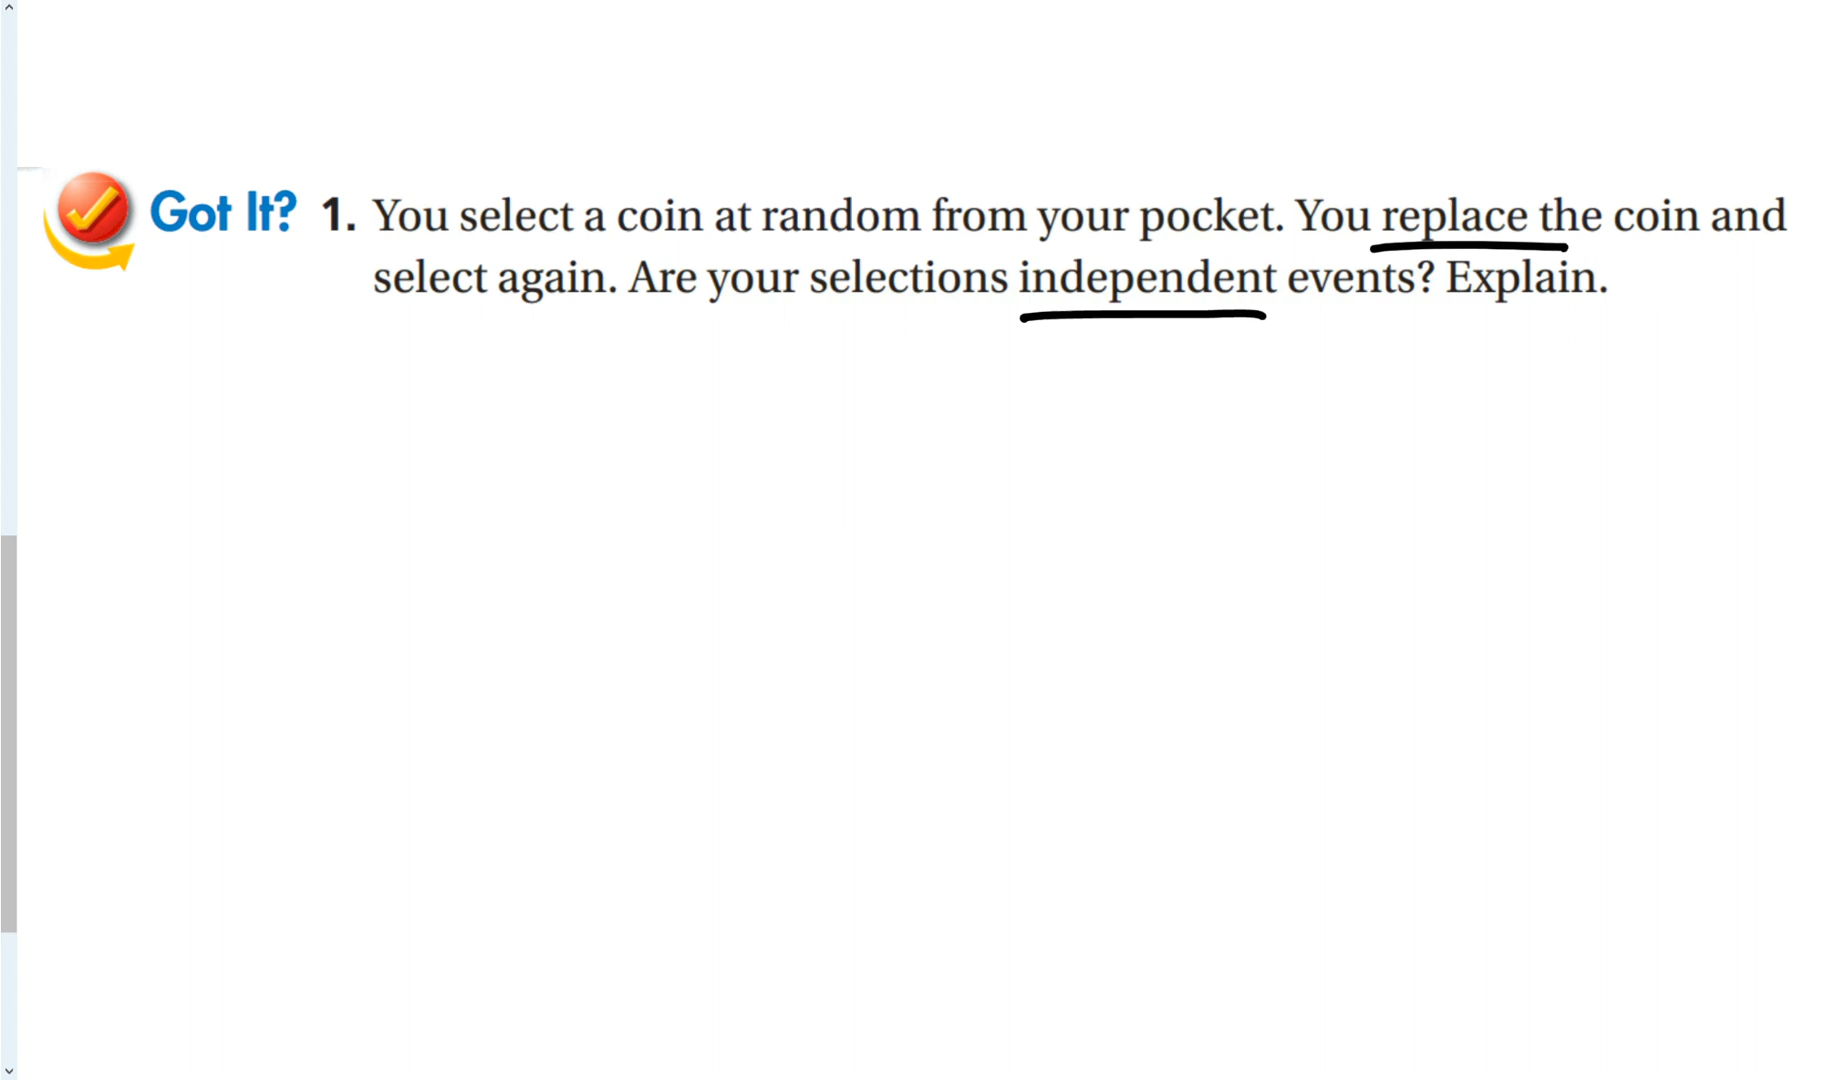 Got It? 1. You select a coin at random from your pocket. You replace the coin and
select again. Are your selections independent events? Explain.